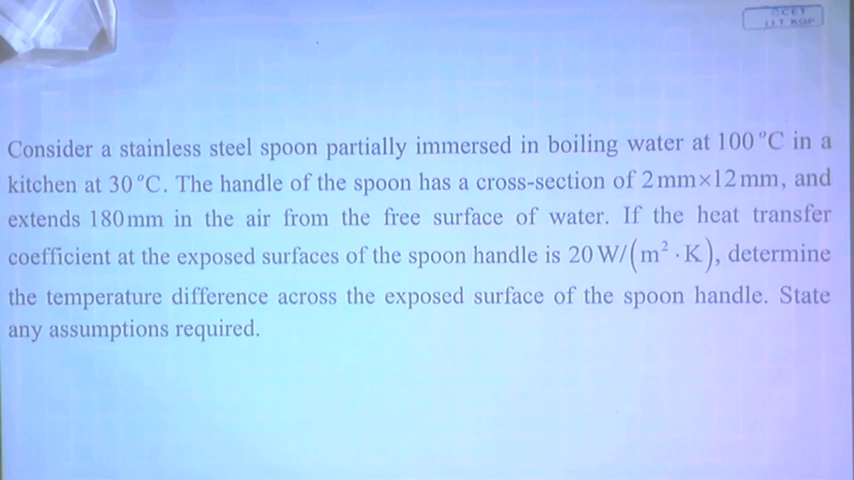 Consider a stainless steel spoon partially immersed in boiling water at 100 °C in a
kitchen at 30 °C. The handle of the spoon has a cross-section of 2 mm×12 mm, and
extends 180 mm in the air from the free surface of water. If the heat transfer
coefficient at the exposed surfaces of the spoon handle is 20 W/(m² · K), determine
the temperature difference across the exposed surface of the spoon handle. State
any assumptions required.